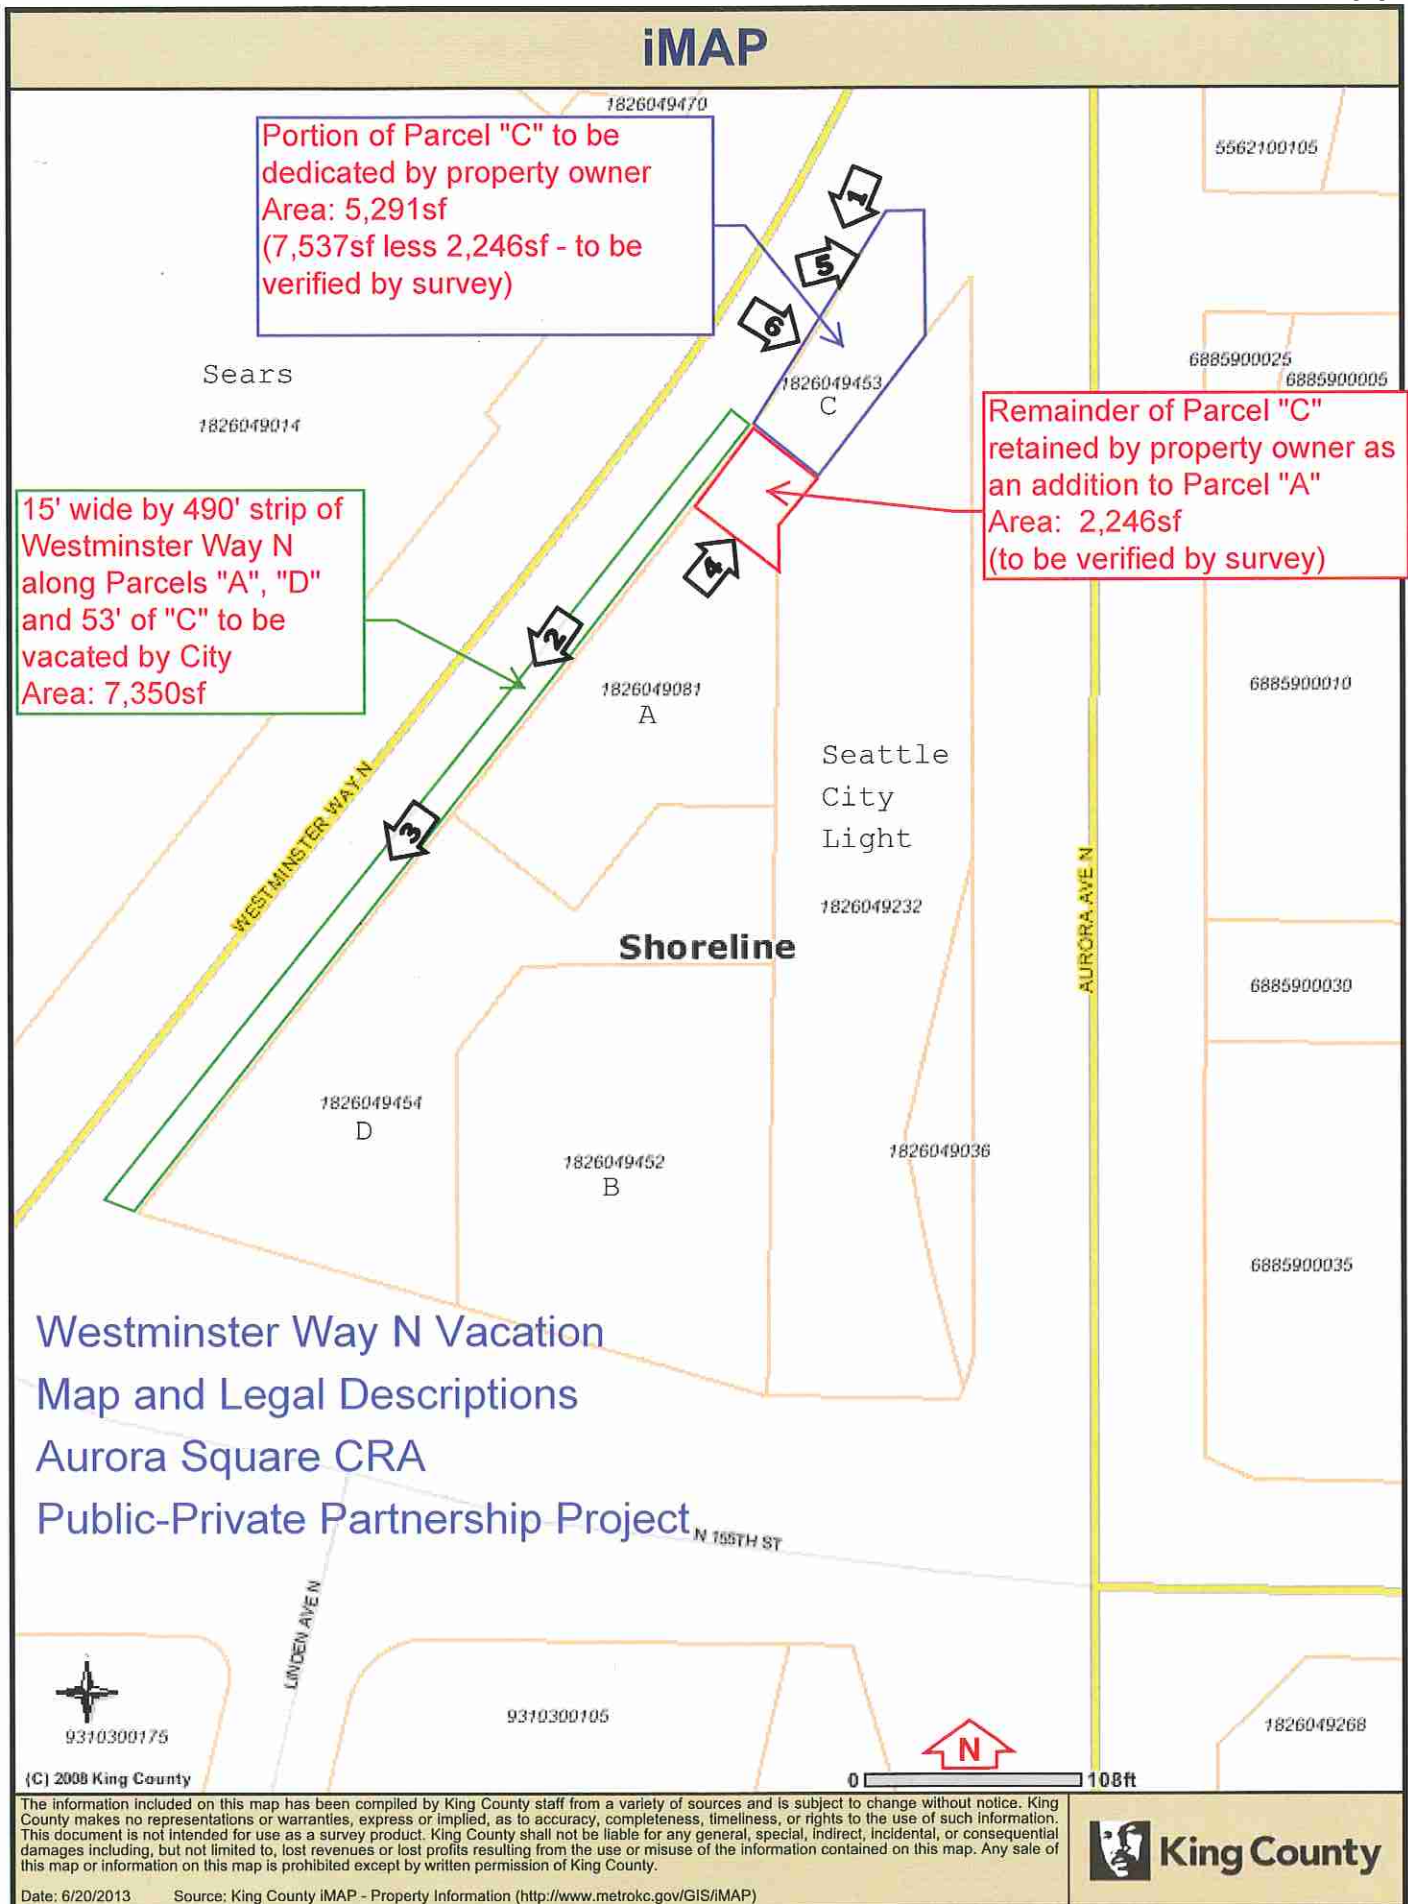 iMAP
1826049470
5562100105
Portion of Parcel "C" to be
dedicated by property owner
Area: 5,291sf
(7,537sf less 2,246sf - to be
verified by survey)
1
5
6
Sears
1826049014
1826049453
C
6885900025
6885900005
Remainder of Parcel "C"
retained by property owner as
an addition to Parcel "A"
Area: 2,246sf
(to be verified by survey)
15' wide by 490' strip of
Westminster Way N
along Parcels "A", "D"
and 53' of "C" to be
vacated by City
Area: 7,350sf
4
2
1826049081
A
6885900010
Seattle
City
Light
WESTMINSTER WAY N
3
1826049232
AURORA AVE N
Shoreline
6885900030
1826049454
D
1826049452
B
1826049036
6885900035
Westminster Way N Vacation
Map and Legal Descriptions
Aurora Square CRA
Public-Private Partnership Project
N 155TH ST
LINDEN AVE N
9310300175
9310300105
N
1826049268
(C) 2008 King County
0
108ft
The information included on this map has been compiled by King County staff from a variety of sources and is subject to change without notice. King
County makes no representations or warranties, express or implied, as to accuracy, completeness, timeliness, or rights to the use of such information.
This document is not intended for use as a survey product. King County shall not be liable for any general, special, indirect, incidental, or consequential
damages including, but not limited to, lost revenues or lost profits resulting from the use or misuse of the information contained on this map. Any sale of
this map or information on this map is prohibited except by written permission of King County.
Date: 6/20/2013 Source: King County iMAP - Property Information (http://www.metrokc.gov/GIS/iMAP)
King County